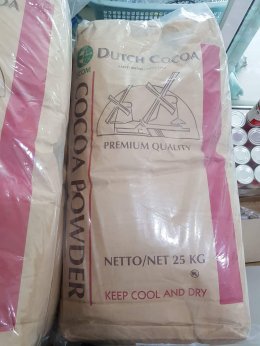 DUTCH COCOA
PREMIUM QUALITY
COCOA POWDER
NETTO/NET 25 KG
KEEP COOL AND DRY